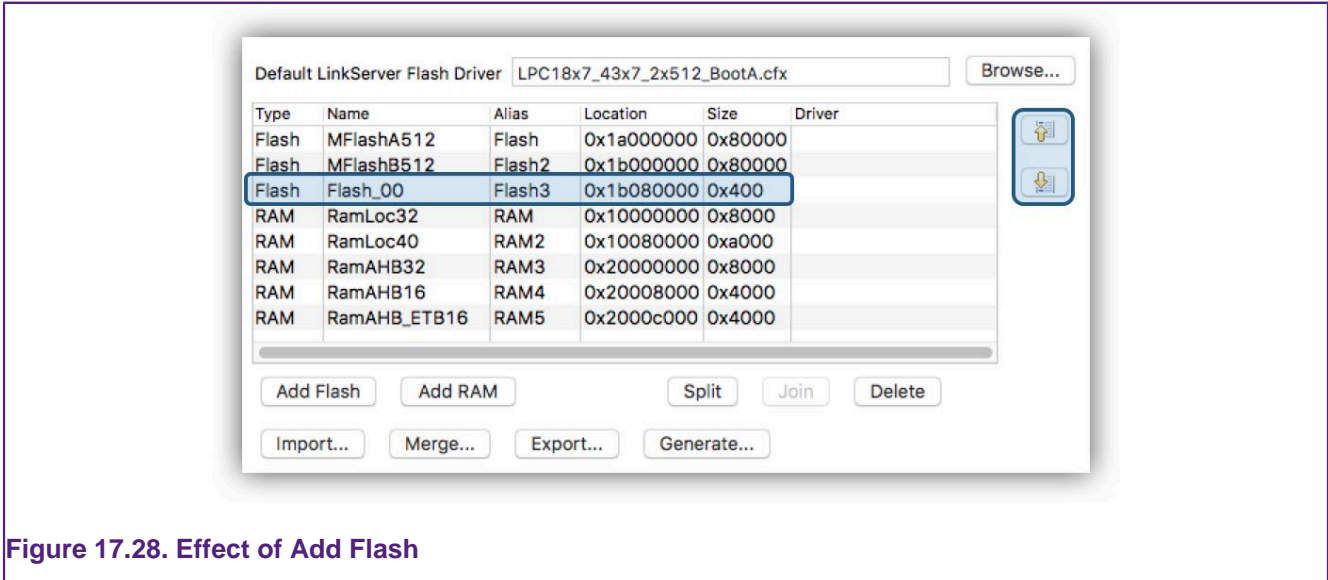 Default LinkServer Flash Driver LPC18x7_43x7_2x512_BootA.cfx Browse...
Type Name Alias Location Size Driver
Flash MFlashA512 Flash 0x1a000000 0x80000
Flash MFlashB512 Flash2 0x1b000000 0x80000
Flash Flash_00 Flash3 0x1b080000 0x400
RAM RamLoc32 RAM 0x10000000 0x8000
RAM RamLoc40 RAM2 0x10080000 0xa000
RAM RamAHB32 RAM3 0x20000000 0x8000
RAM RamAHB16 RAM4 0x20008000 0x4000
RAM RamAHB_ETB16 RAM5 0x2000c000 0x4000
Add Flash Add RAM Split Join Delete
Import... Merge... Export... Generate...
Figure 17.28. Effect of Add Flash